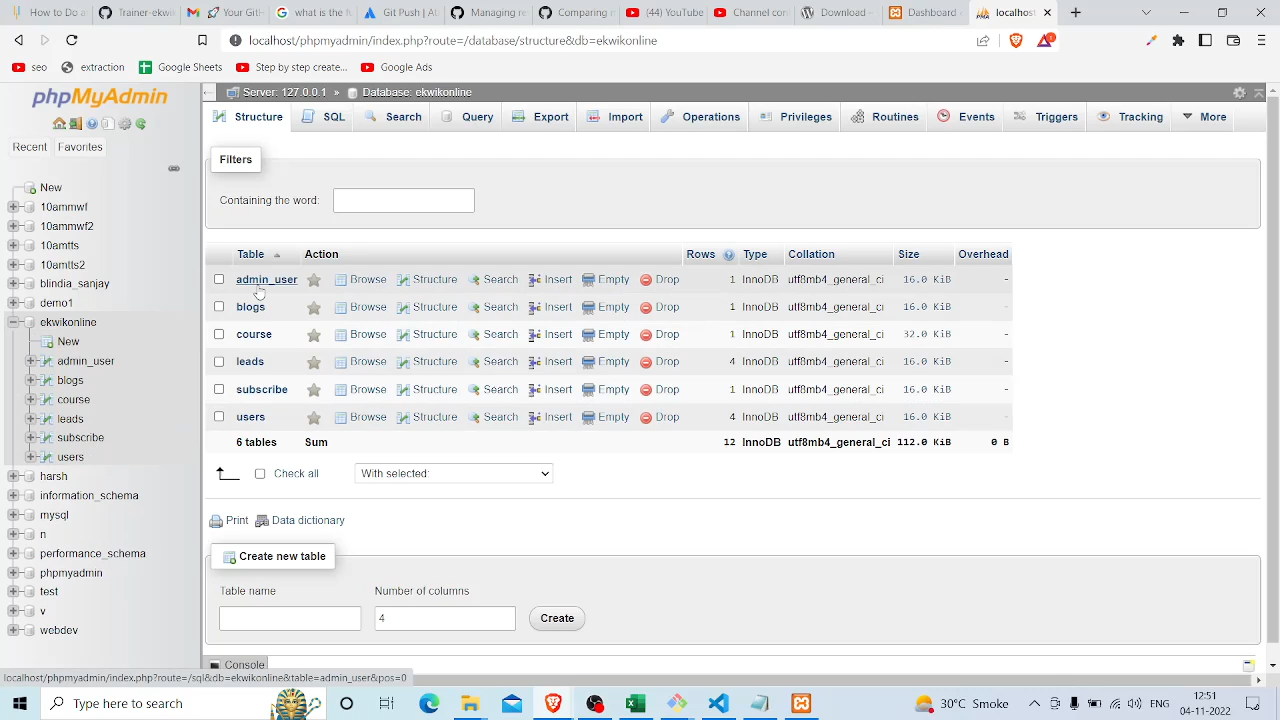 How to do
Trainer-ekwik
Ryzing Git
what is the fu
Git Push | Atl
Managing re
Comparing r
(44) YouTube
Channel con
Download –
Dashboard –
localhost/
localhost/phpmyadmin/index.php?route=/database/structure&db=ekwikonline
seo extraction Google Sheets Step by step create... Google Ads
phpMyAdmin
Recent Favorites
New
10ammwf
10ammwf2
10amtts
10amtts2
blindia_sanjay
demo1
ekwikonline
New
admin_user
blogs
course
leads
subscribe
users
harsh
information_schema
mysql
n
performance_schema
phpmyadmin
test
v
webdev
Server: 127.0.0.1 » Database: ekwikonline
Structure SQL Search Query Export Import Operations Privileges Routines Events Triggers Tracking More
Filters
Containing the word:
Table Action Rows Type Collation Size Overhead
admin_user Browse Structure Search Insert Empty Drop 1 InnoDB utf8mb4_general_ci 16.0 KiB -
blogs Browse Structure Search Insert Empty Drop 1 InnoDB utf8mb4_general_ci 16.0 KiB -
course Browse Structure Search Insert Empty Drop 1 InnoDB utf8mb4_general_ci 32.0 KiB -
leads Browse Structure Search Insert Empty Drop 4 InnoDB utf8mb4_general_ci 16.0 KiB -
subscribe Browse Structure Search Insert Empty Drop 1 InnoDB utf8mb4_general_ci 16.0 KiB -
users Browse Structure Search Insert Empty Drop 4 InnoDB utf8mb4_general_ci 16.0 KiB -
6 tables Sum 12 InnoDB utf8mb4_general_ci 112.0 KiB 0 B
Check all With selected:
Print Data dictionary
Create new table
Table name Number of columns
4 Create
Console
localhost/phpmyadmin/index.php?route=/sql&db=ekwikonline&table=admin_user&pos=0
Type here to search
30°C Smoke
ENG
12:51
04-11-2022